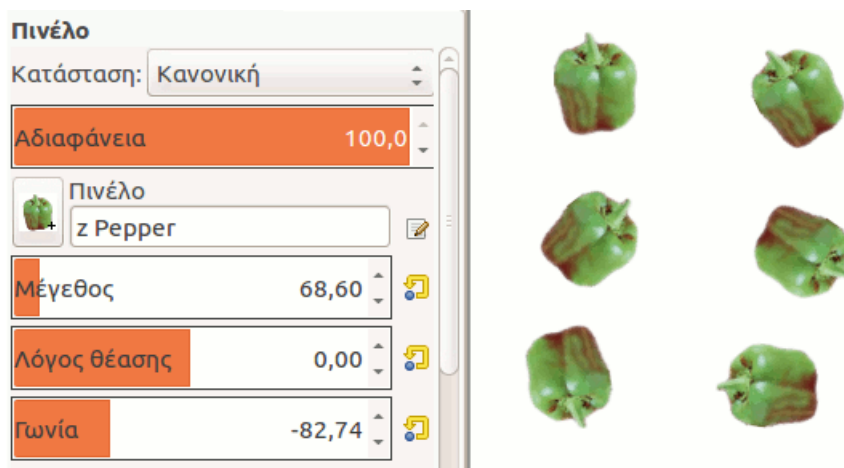 Πινέλο
Κατάσταση: Κανονική
Αδιαφάνεια 100,0
Πινέλο
z Pepper
Μέγεθος 68,60
Λόγος θέασης 0,00
Γωνία -82,74